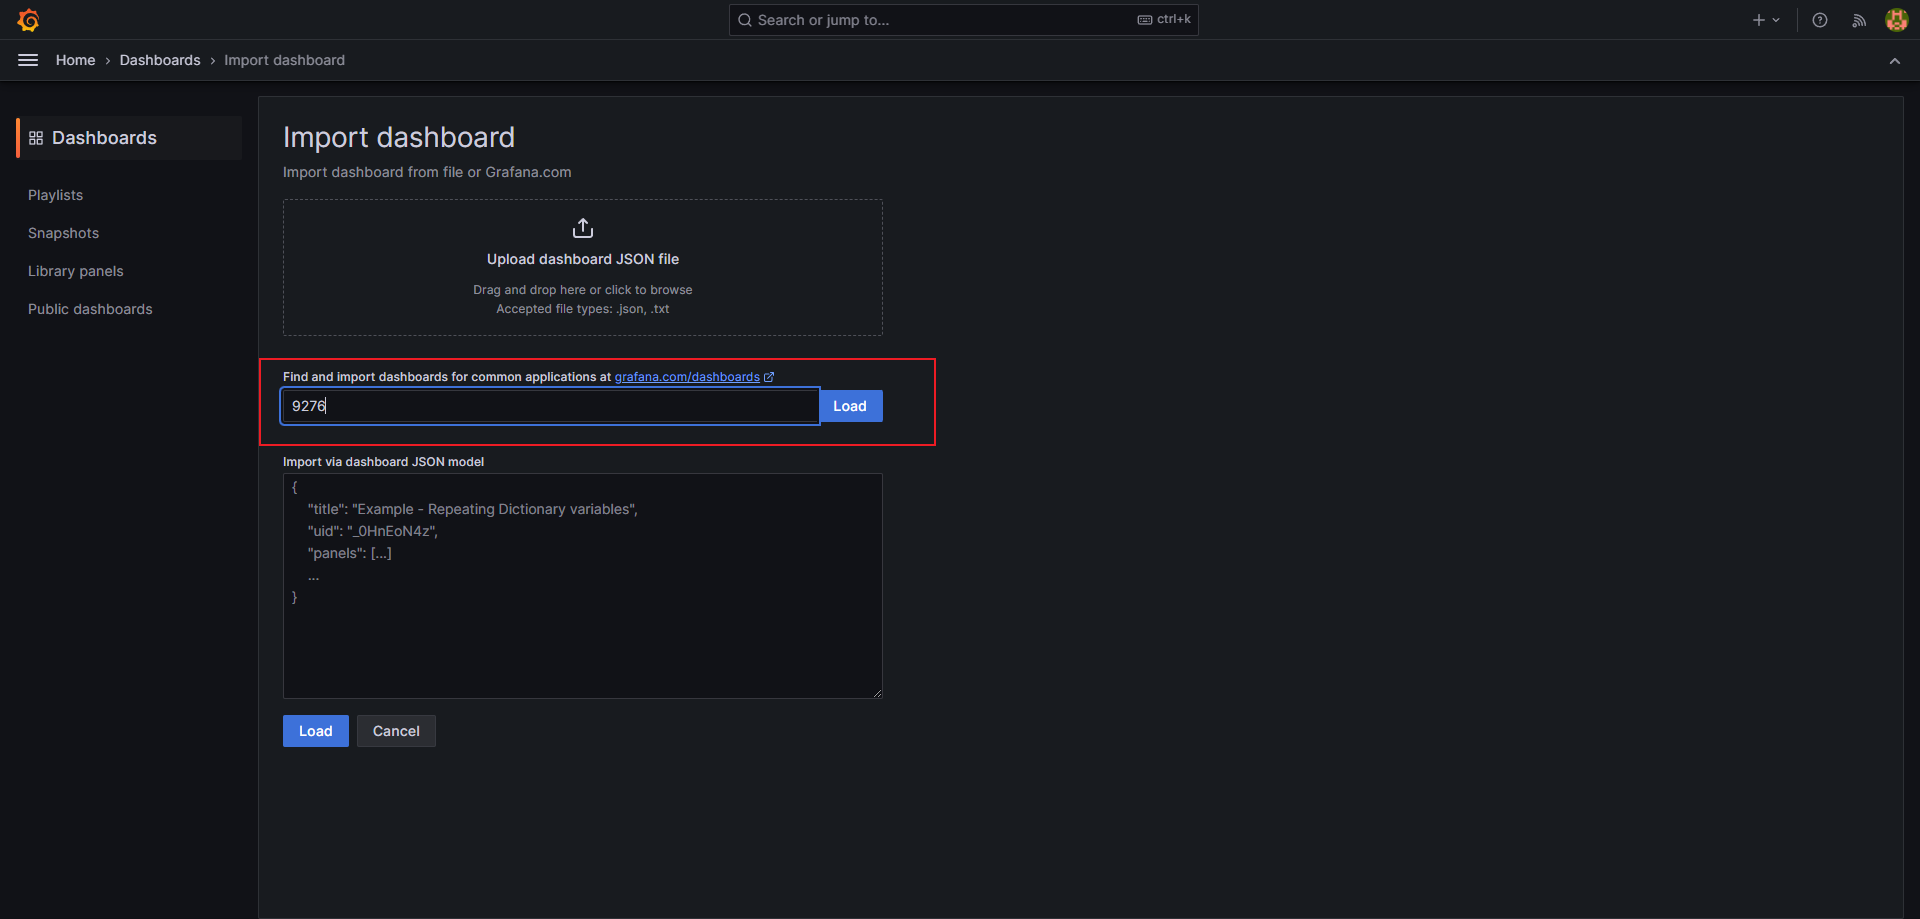 Search or jump to...
ctrl+k
Home › Dashboards › Import dashboard
Dashboards
Playlists
Snapshots
Library panels
Public dashboards
Import dashboard
Import dashboard from file or Grafana.com
Upload dashboard JSON file
Drag and drop here or click to browse
Accepted file types: .json, .txt
Find and import dashboards for common applications at grafana.com/dashboards
9276
Load
Import via dashboard JSON model
{
"title": "Example - Repeating Dictionary variables",
"uid": "_0HnEoN4z",
"panels": [...]
...
}
Load
Cancel